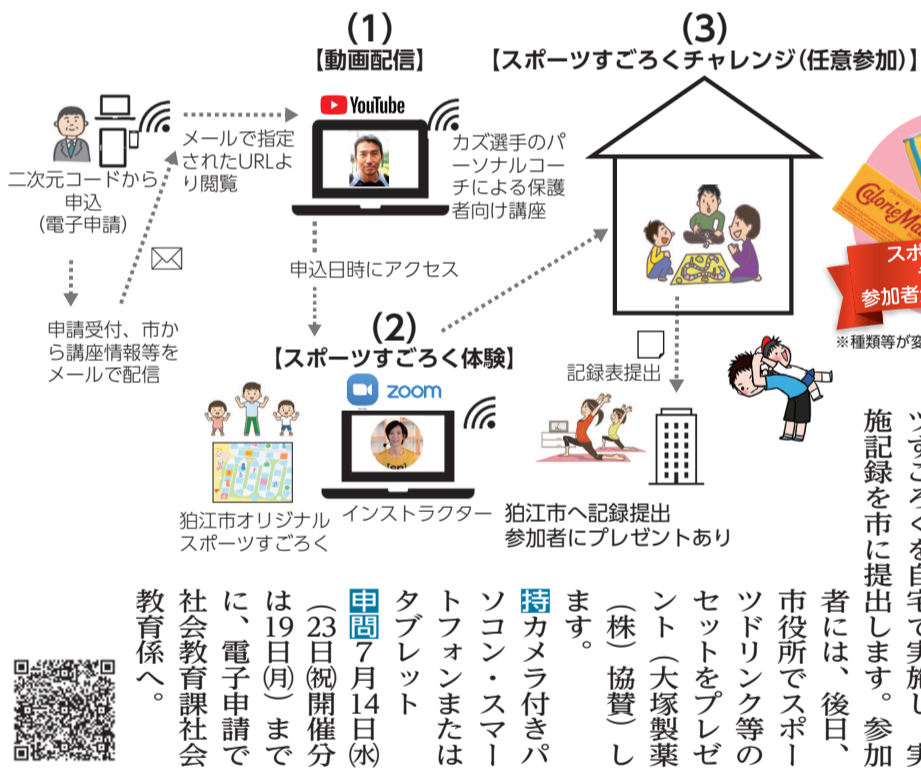 (1)
【動画配信】
YouTube
二次元コードから
申込
(電子申請)
メールで指定
されたURLよ
り閲覧
カズ選手のパ
ーソナルコー
チによる保護
者向け講座
申請受付、市か
ら講座情報等を
メールで配信
申込日時にアクセス
(2)
【スポーツすごろく体験】
zoom
狛江市オリジナル
スポーツすごろく
インストラクター
(3)
【スポーツすごろくチャレンジ(任意参加)】
記録表提出
狛江市へ記録提出
参加者にプレゼントあり
スポ
参加者
※種類等が変
ツすごろくを自宅で実施し、実
施記録を市に提出します。参加
者には、後日、
市役所でスポー
ツドリンク等の
セットをプレゼ
ント(大塚製薬
(株)協賛)し
ます。
持カメラ付きパ
ソコン・スマー
トフォンまたは
タブレット
申問7月14日㈬
(23日㈷開催分
は19日㈪)まで
に、電子申請で
社会教育課社会
教育係へ。